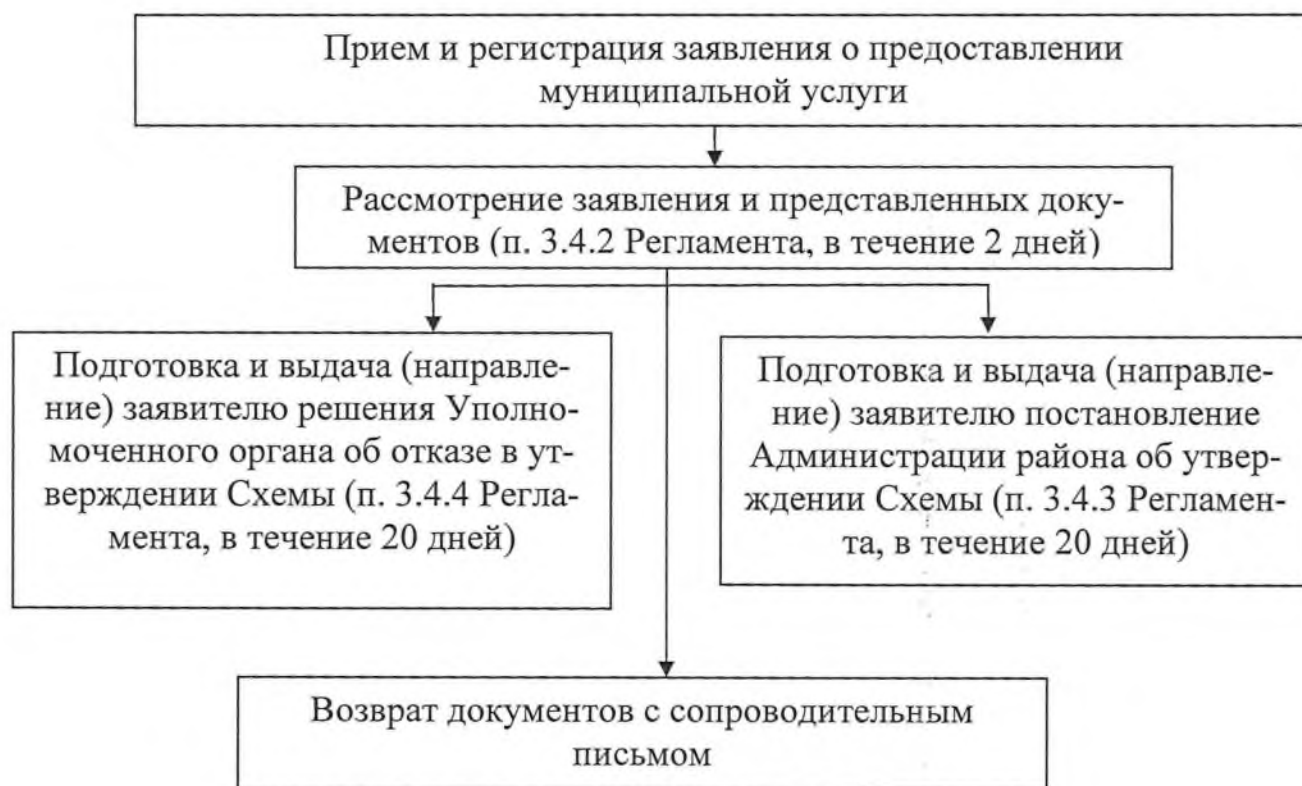 Прием и регистрация заявления о предоставлении
муниципальной услуги
Рассмотрение заявления и представленных доку-
ментов (п. 3.4.2 Регламента, в течение 2 дней)
Подготовка и выдача (направле-
ние) заявителю решения Уполно-
моченного органа об отказе в ут-
верждении Схемы (п. 3.4.4 Регла-
мента, в течение 20 дней)
Подготовка и выдача (направле-
ние) заявителю постановление
Администрации района об утвер-
ждении Схемы (п. 3.4.3 Регламен-
та, в течение 20 дней)
Возврат документов с сопроводительным
письмом